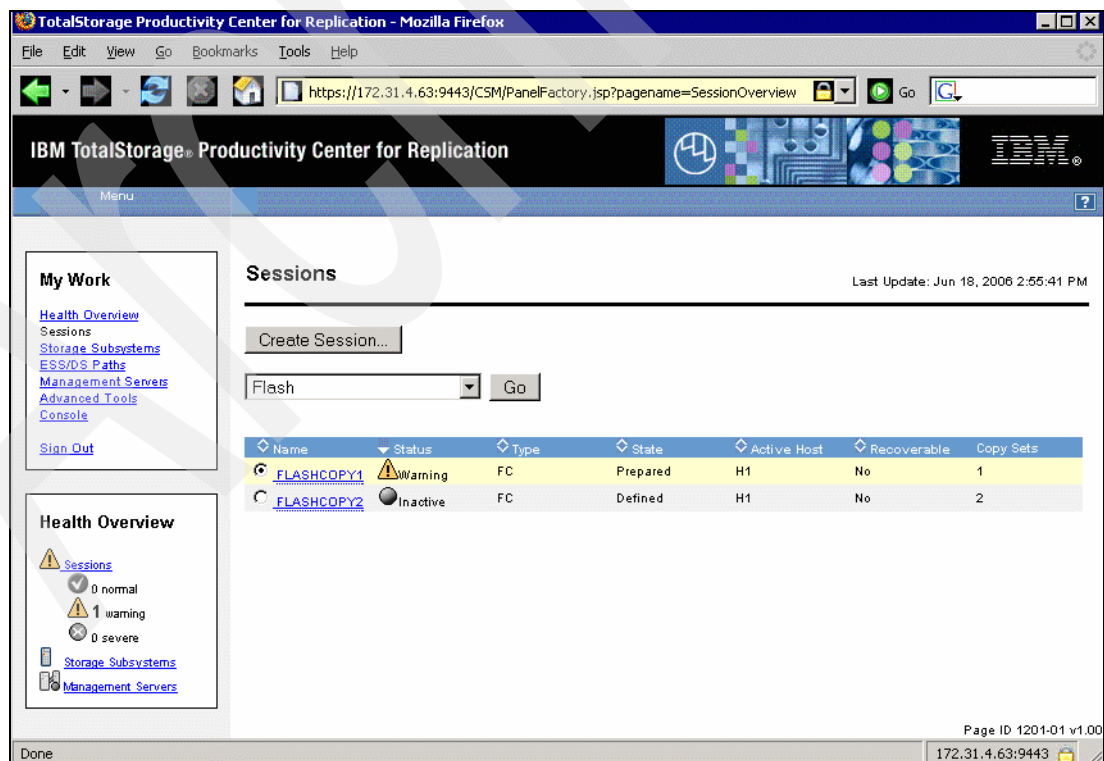 TotalStorage Productivity Center for Replication - Mozilla Firefox
File Edit View Go Bookmarks Tools Help
https://172.31.4.63:9443/CSM/PanelFactory.jsp?pagename=SessionOverview Go G
IBM TotalStorage® Productivity Center for Replication IBM®
Menu ?
My Work
Health Overview
Sessions
Storage Subsystems
ESS/DS Paths
Management Servers
Advanced Tools
Console
Sign Out
Health Overview
Sessions
0 normal
1 warning
0 severe
Storage Subsystems
Management Servers
Sessions
Last Update: Jun 18, 2006 2:55:41 PM
Create Session...
Flash Go
Name Status Type State Active Host Recoverable Copy Sets
FLASHCOPY1 Warning FC Prepared H1 No 1
FLASHCOPY2 Inactive FC Defined H1 No 2
Page ID 1201-01 v1.00
Done 172.31.4.63:9443